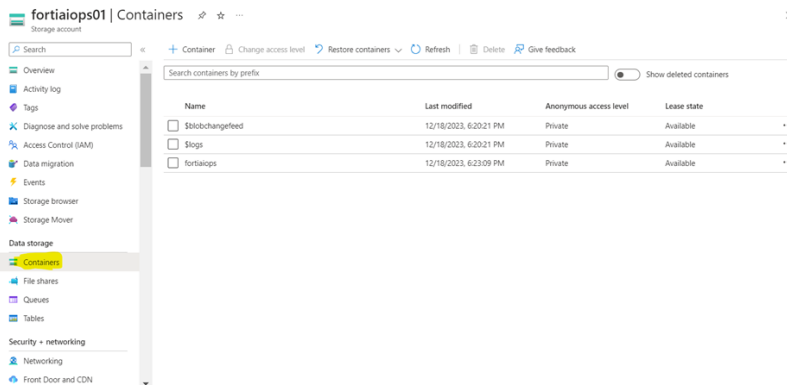 fortiaiops01 | Containers
Storage account
Search
+ Container Change access level Restore containers Refresh Delete Give feedback
Search containers by prefix
Show deleted containers
Name Last modified Anonymous access level Lease state
$blobchangefeed 12/18/2023, 6:20:21 PM Private Available
$logs 12/18/2023, 6:20:21 PM Private Available
fortiaiops 12/18/2023, 6:23:09 PM Private Available
Overview
Activity log
Tags
Diagnose and solve problems
Access Control (IAM)
Data migration
Events
Storage browser
Storage Mover
Data storage
Containers
File shares
Queues
Tables
Security + networking
Networking
Front Door and CDN